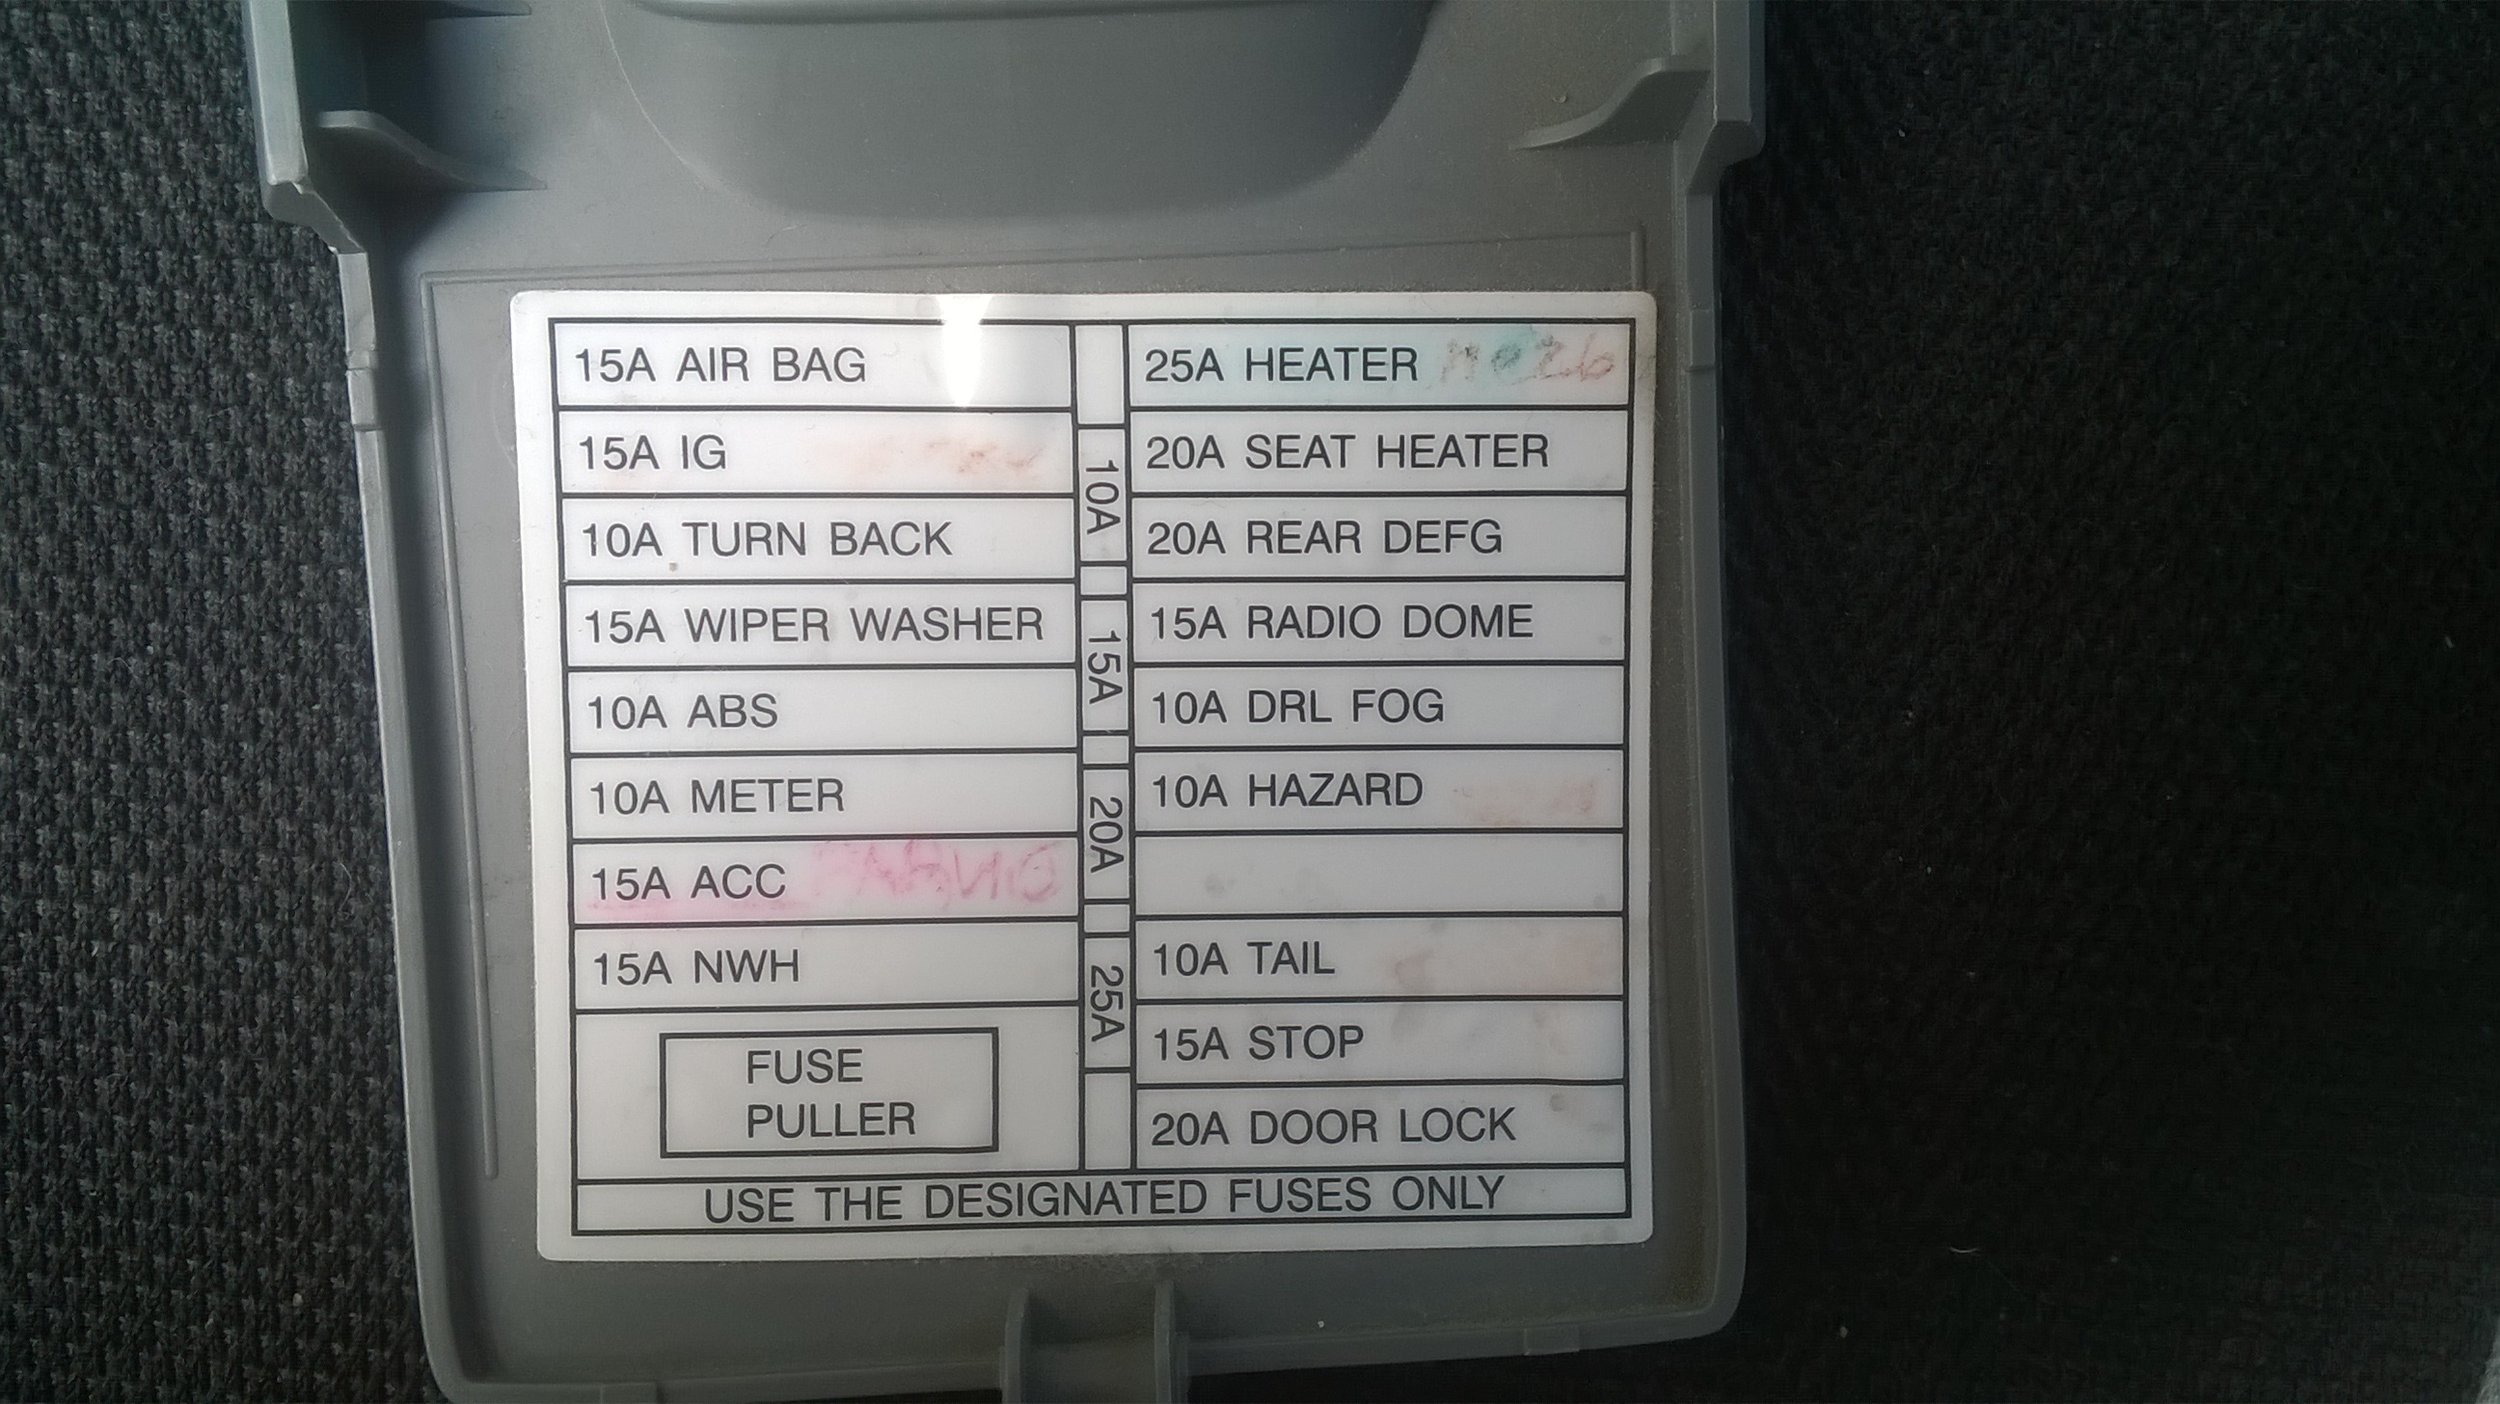 15A AIR BAG
15A IG
10A TURN BACK
15A WIPER WASHER
10A ABS
10A METER
15A ACC
15A NWH
FUSE
PULLER
10A
15A
20A
25A
25A HEATER
20A SEAT HEATER
20A REAR DEFG
15A RADIO DOME
10A DRL FOG
10A HAZARD
10A TAIL
15A STOP
20A DOOR LOCK
USE THE DESIGNATED FUSES ONLY